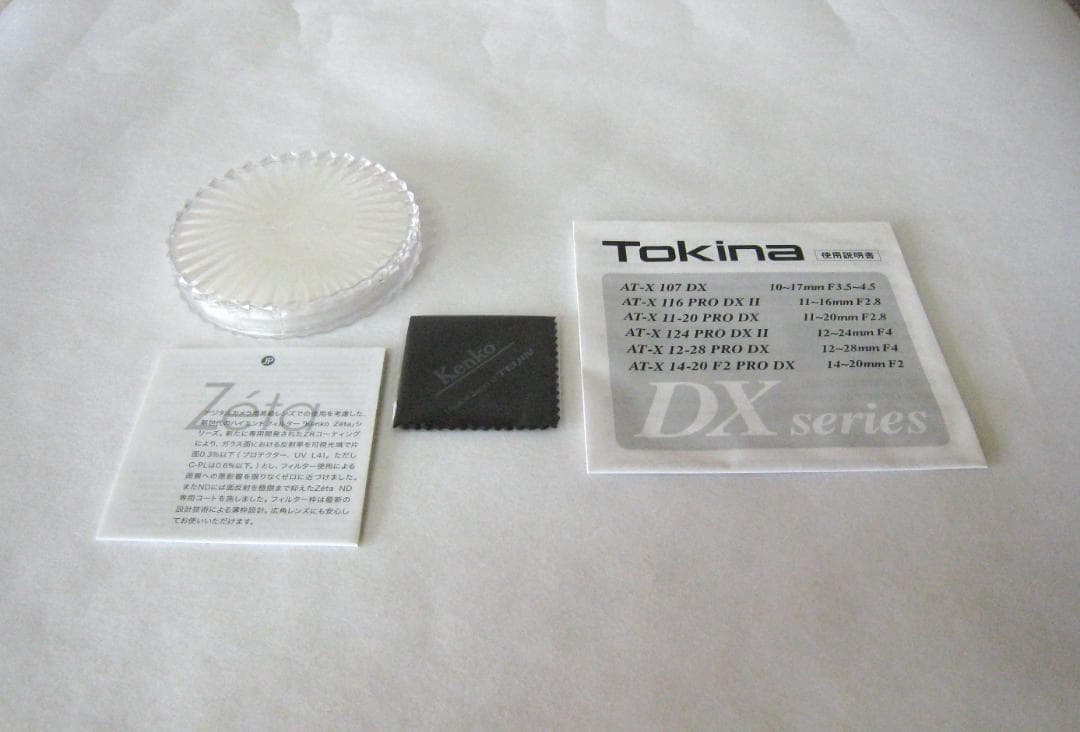 JP
Zéta
デジタルカメラ用高級レンズでの使用を考慮した、
新世代のハイエンドフィルター「Kenko Zéta」シ
リーズ。新たに専用開発されたZRコーティング
により、ガラス面における反射率を可視光域で片
面0.3%以下(プロテクター、UV L41。ただし
C-PLは0.6%以下。)とし、フィルター使用による
画質への悪影響を限りなくゼロに近づけました。
またNDには面反射を極限まで抑えたZéta ND
専用コートを施しました。フィルター枠は最新の
設計技術による薄枠設計。広角レンズにも安心し
てお使いいただけます。
Kenko
Tokina 使用説明書
AT-X 107 DX 10~17mm F3.5~4.5
AT-X 116 PRO DX II 11~16mm F2.8
AT-X 11-20 PRO DX 11~20mm F2.8
AT-X 124 PRO DX II 12~24mm F4
AT-X 12-28 PRO DX 12~28mm F4
AT-X 14-20 F2 PRO DX 14~20mm F2
DX series